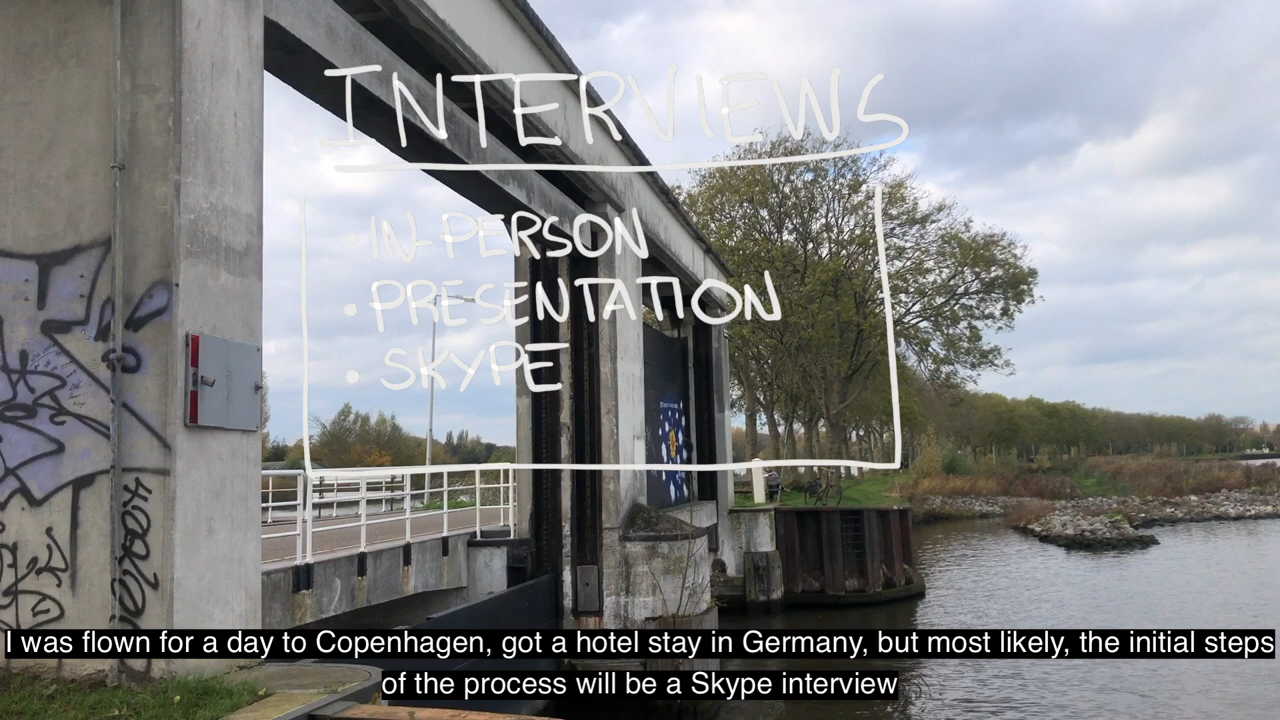 INTERVIEWS
• IN-PERSON
• PRESENTATION
• SKYPE
I was flown for a day to Copenhagen, got a hotel stay in Germany, but most likely, the initial steps
of the process will be a Skype interview